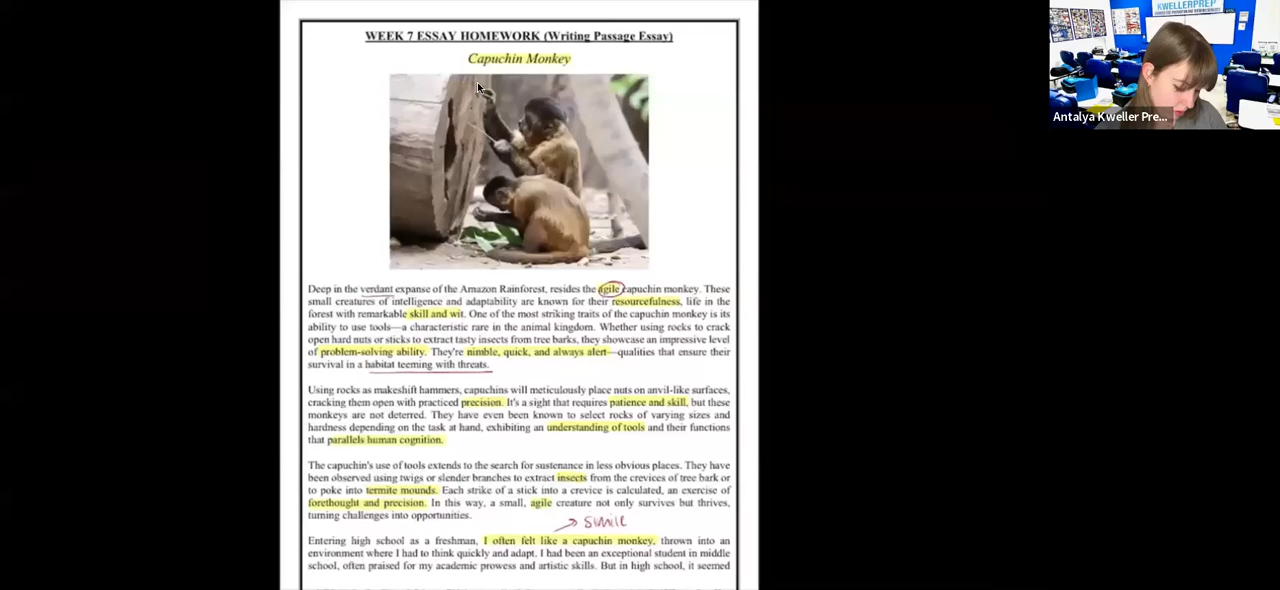 WEEK 7 ESSAY HOMEWORK (Writing Passage Essay)
Capuchin Monkey
Deep in the verdant expanse of the Amazon Rainforest, resides the agile capuchin monkey. These
small creatures of intelligence and adaptability are known for their resourcefulness, life in the
forest with remarkable skill and wit. One of the most striking traits of the capuchin monkey is its
ability to use tools—a characteristic rare in the animal kingdom. Whether using rocks to crack
open hard nuts or sticks to extract tasty insects from tree barks, they showcase an impressive level
of problem-solving ability. They're nimble, quick, and always alert—qualities that ensure their
survival in a habitat teeming with threats.
Using rocks as makeshift hammers, capuchins will meticulously place nuts on anvil-like surfaces,
cracking them open with practiced precision. It's a sight that requires patience and skill, but these
monkeys are not deterred. They have even been known to select rocks of varying sizes and
hardness depending on the task at hand, exhibiting an understanding of tools and their functions
that parallels human cognition.
The capuchin's use of tools extends to the search for sustenance in less obvious places. They have
been observed using twigs or slender branches to extract insects from the crevices of tree bark or
to poke into termite mounds. Each strike of a stick into a crevice is calculated, an exercise of
forethought and precision. In this way, a small, agile creature not only survives but thrives,
turning challenges into opportunities.
simile
Entering high school as a freshman, I often felt like a capuchin monkey, thrown into an
environment where I had to think quickly and adapt. I had been an exceptional student in middle
school, often praised for my academic prowess and artistic skills. But in high school, it seemed
KWELLERPREP
Antalya Kweller Pre...